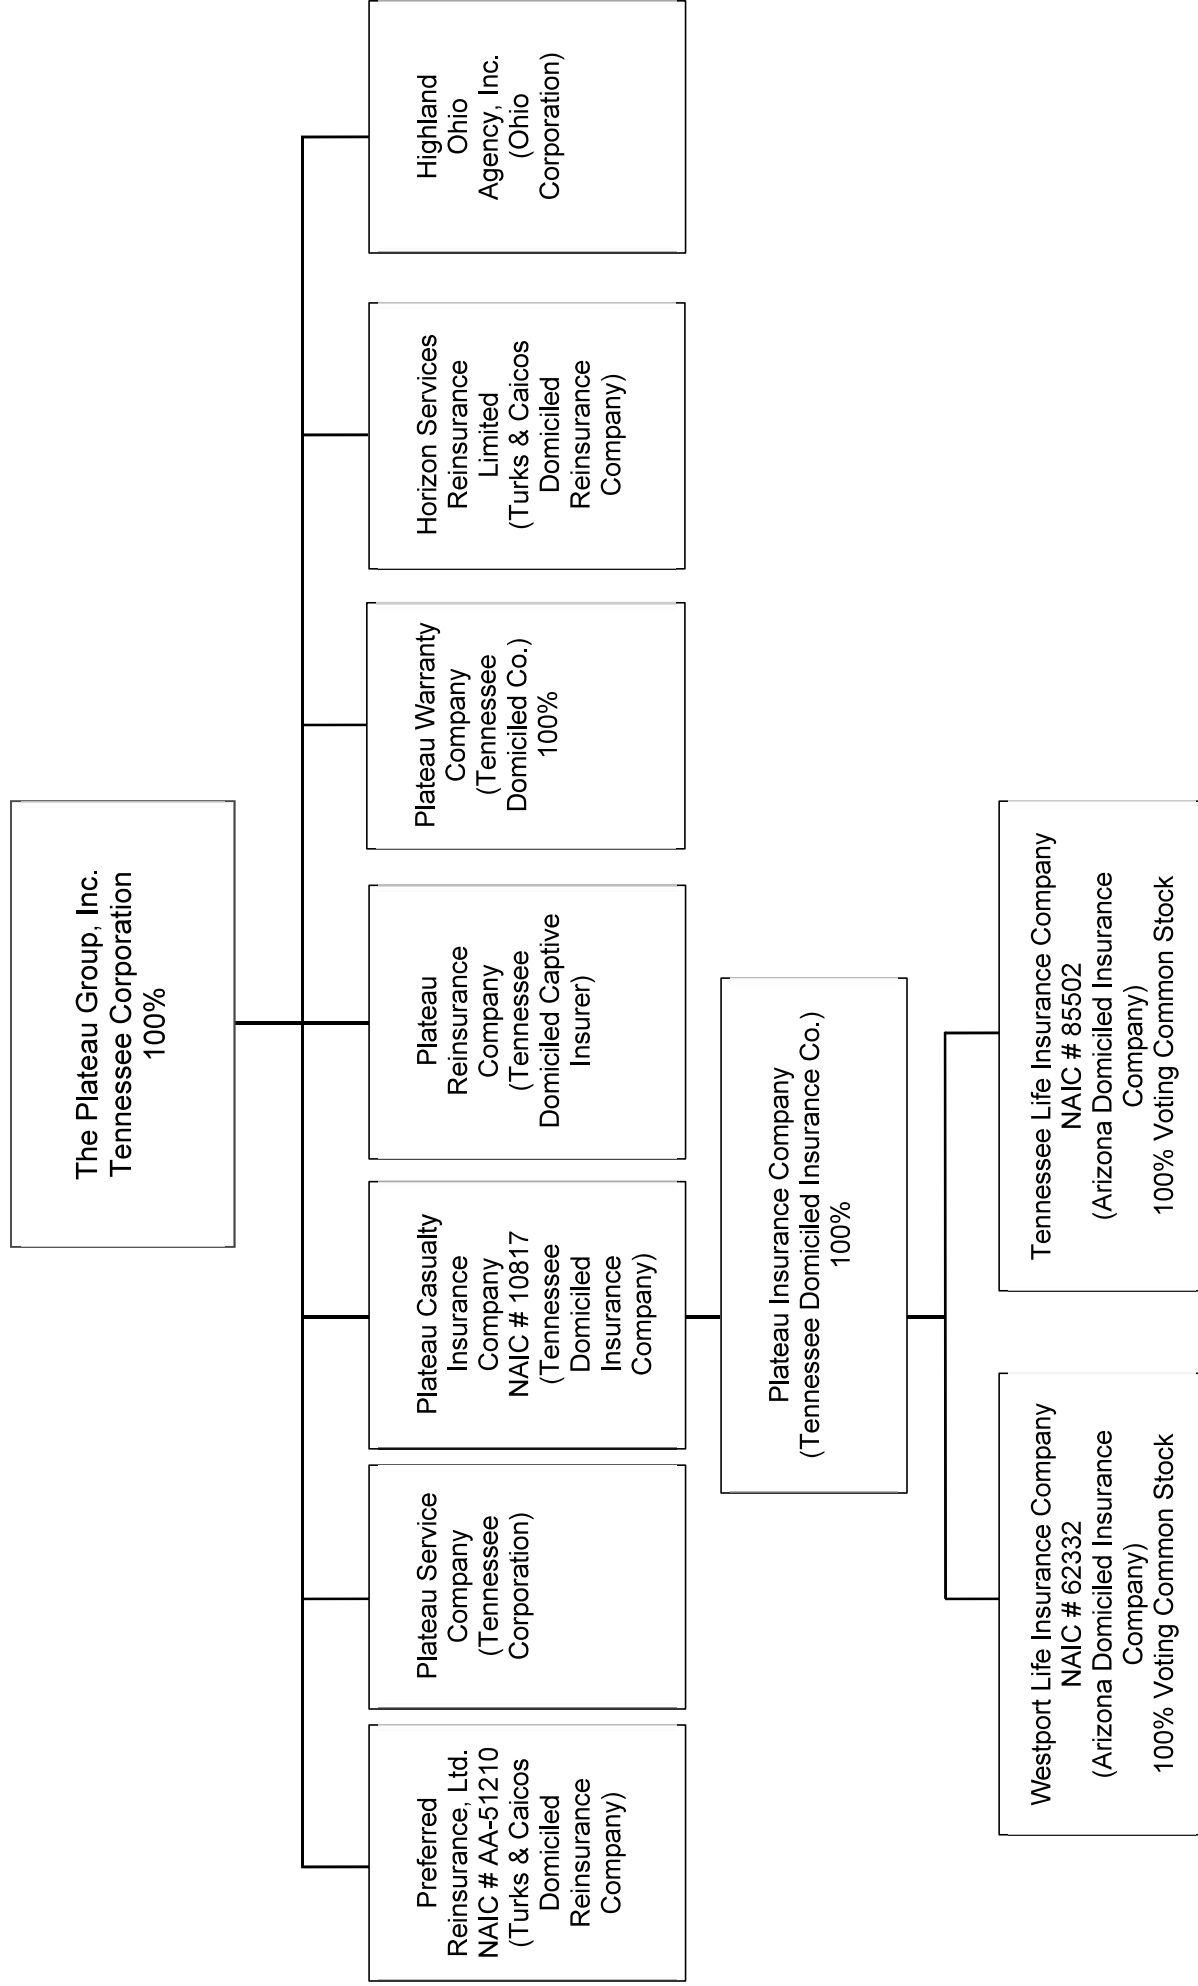 The Plateau Group, Inc.
Tennessee Corporation
100%
Preferred
Reinsurance, Ltd.
NAIC # AA-51210
(Turks & Caicos
Domiciled
Reinsurance
Company)
Plateau Service
Company
(Tennessee
Corporation)
Plateau Casualty
Insurance
Company
NAIC # 10817
(Tennessee
Domiciled
Insurance
Company)
Plateau
Reinsurance
Company
(Tennessee
Domiciled Captive
Insurer)
Plateau Warranty
Company
(Tennessee
Domiciled Co.)
100%
Horizon Services
Reinsurance
Limited
(Turks & Caicos
Domiciled
Reinsurance
Company)
Highland
Ohio
Agency, Inc.
(Ohio
Corporation)
Plateau Insurance Company
(Tennessee Domiciled Insurance Co.)
100%
Westport Life Insurance Company
NAIC # 62332
(Arizona Domiciled Insurance
Company)
100% Voting Common Stock
Tennessee Life Insurance Company
NAIC # 85502
(Arizona Domiciled Insurance
Company)
100% Voting Common Stock